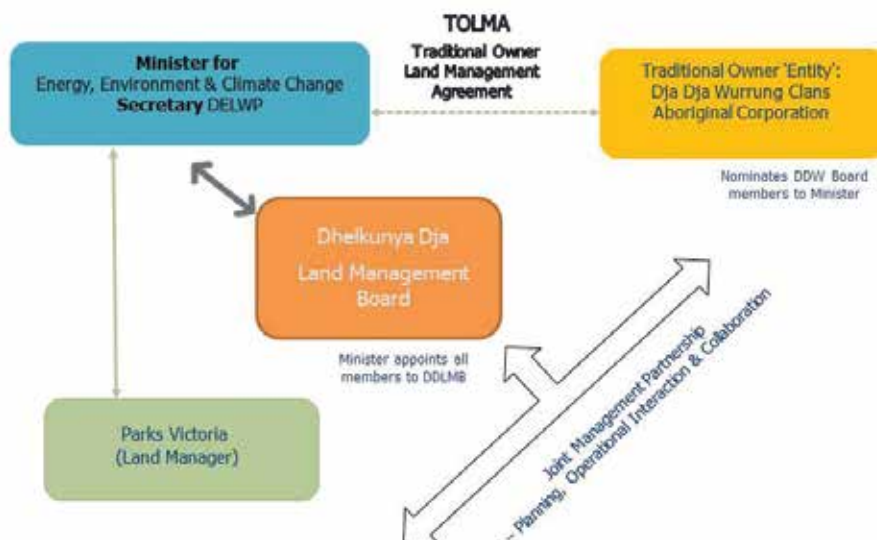 TOLMA
Traditional Owner
Land Management
Agreement
Minister for
Energy, Environment & Climate Change
Secretary DELWP
Traditional Owner 'Entity':
Dja Dja Wurrung Clans
Aboriginal Corporation
Nominates DDW Board
members to Minister
Dhelkunya Dja
Land Management
Board
Minister appoints all
members to DDLMB
Parks Victoria
(Land Manager)
Joint Management Partnership
– Planning, Operational Interaction & Collaboration